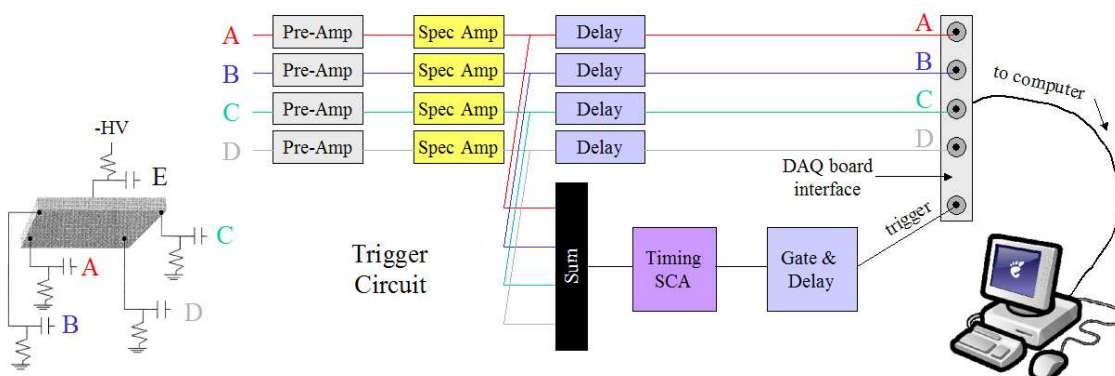 A Pre-Amp Spec Amp Delay A
B Pre-Amp Spec Amp Delay B
C Pre-Amp Spec Amp Delay C
D Pre-Amp Spec Amp Delay D
to computer
-HV
E
C
A
D
B
DAQ board
interface
trigger
Trigger
Circuit
Sum
Timing
SCA
Gate &
Delay